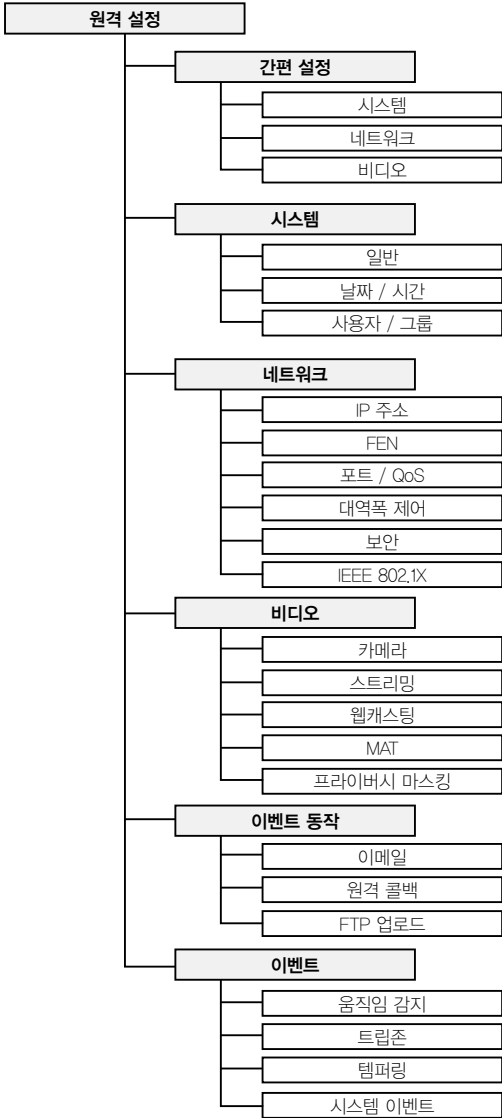 원격 설정
간편 설정
시스템
네트워크
비디오
시스템
일반
날짜 / 시간
사용자 / 그룹
네트워크
IP 주소
FEN
포트 / QoS
대역폭 제어
보안
IEEE 802.1X
비디오
카메라
스트리밍
웹캐스팅
MAT
프라이버시 마스킹
이벤트 동작
이메일
원격 콜백
FTP 업로드
이벤트
움직임 감지
트립존
템퍼링
시스템 이벤트